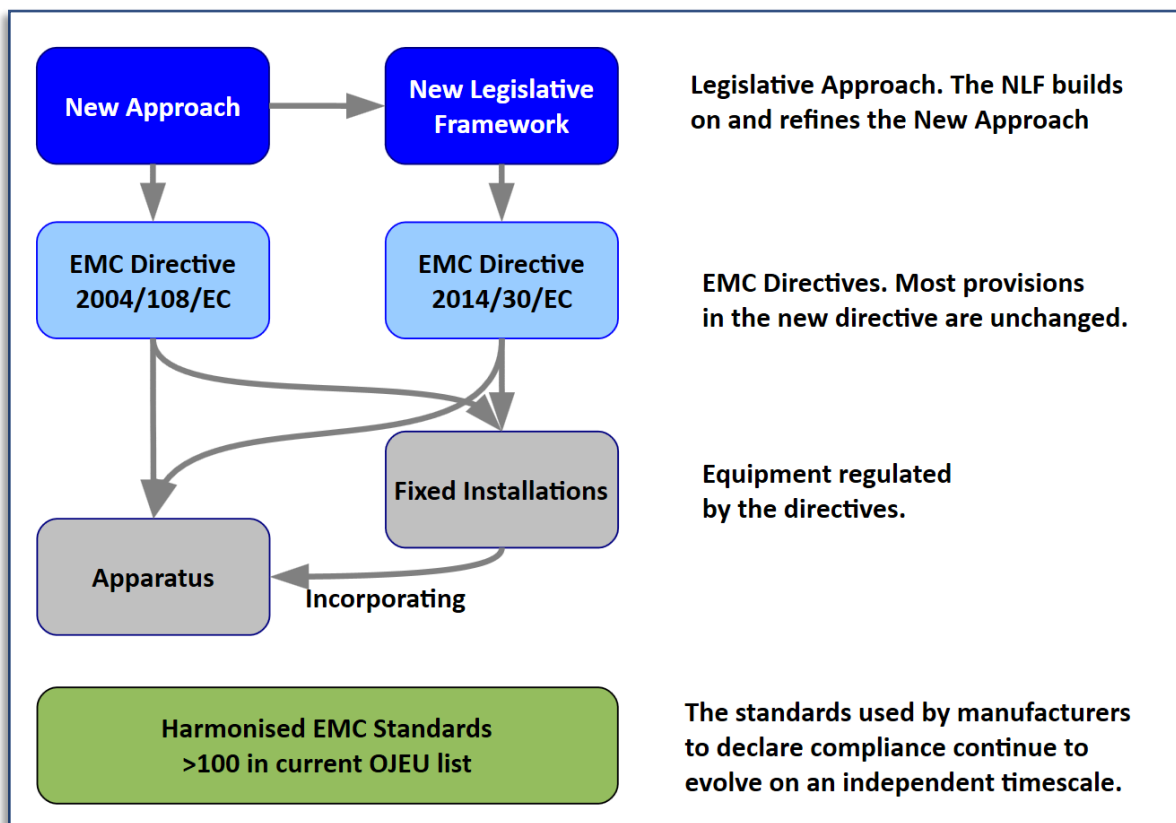 New Approach
New Legislative
Framework
Legislative Approach. The NLF builds
on and refines the New Approach
EMC Directive
2004/108/EC
EMC Directive
2014/30/EC
EMC Directives. Most provisions
in the new directive are unchanged.
Fixed Installations
Equipment regulated
by the directives.
Apparatus
Incorporating
Harmonised EMC Standards
>100 in current OJEU list
The standards used by manufacturers
to declare compliance continue to
evolve on an independent timescale.